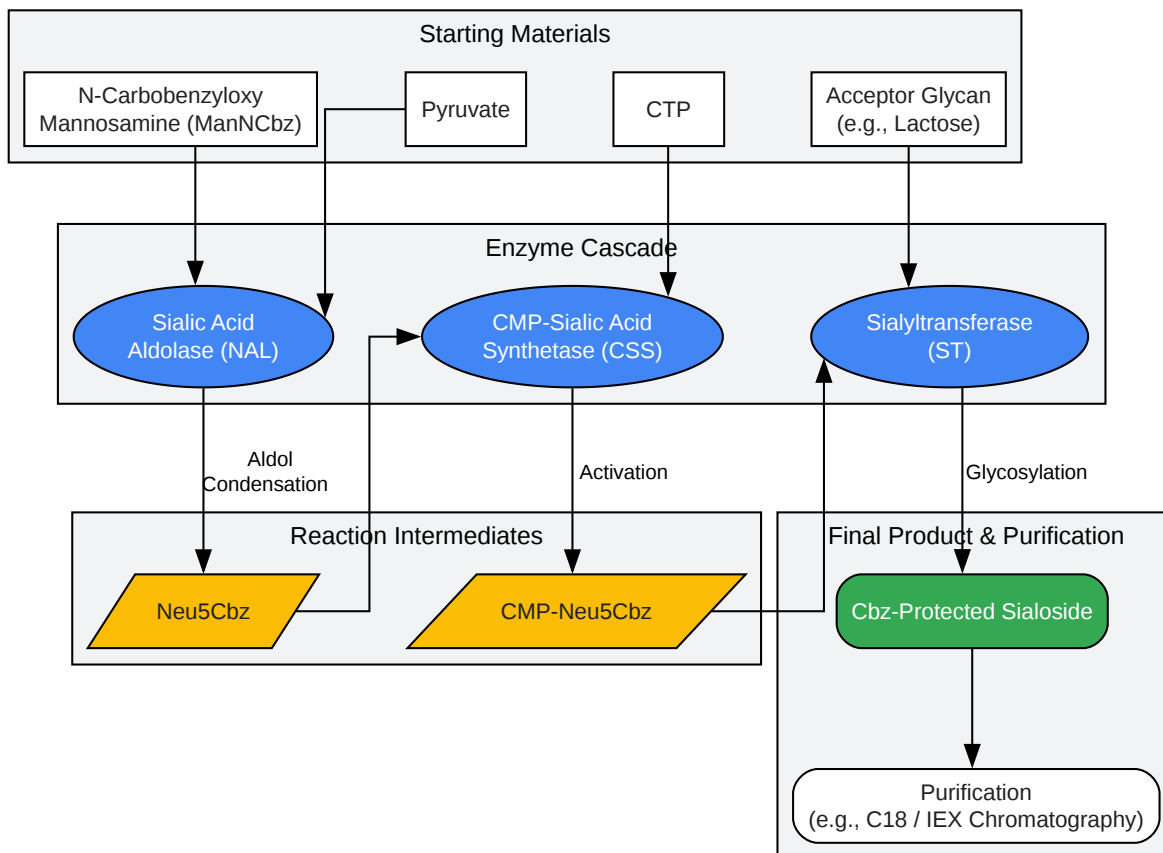 Starting Materials
N-Carbobenzyloxy
Mannosamine (ManNCbz)
Pyruvate
CTP
Acceptor Glycan
(e.g., Lactose)
Enzyme Cascade
Sialic Acid
Aldolase (NAL)
CMP-Sialic Acid
Synthetase (CSS)
Sialyltransferase
(ST)
Aldol
Condensation
Activation
Glycosylation
Reaction Intermediates
Neu5Cbz
CMP-Neu5Cbz
Final Product & Purification
Cbz-Protected Sialoside
Purification
(e.g., C18 / IEX Chromatography)